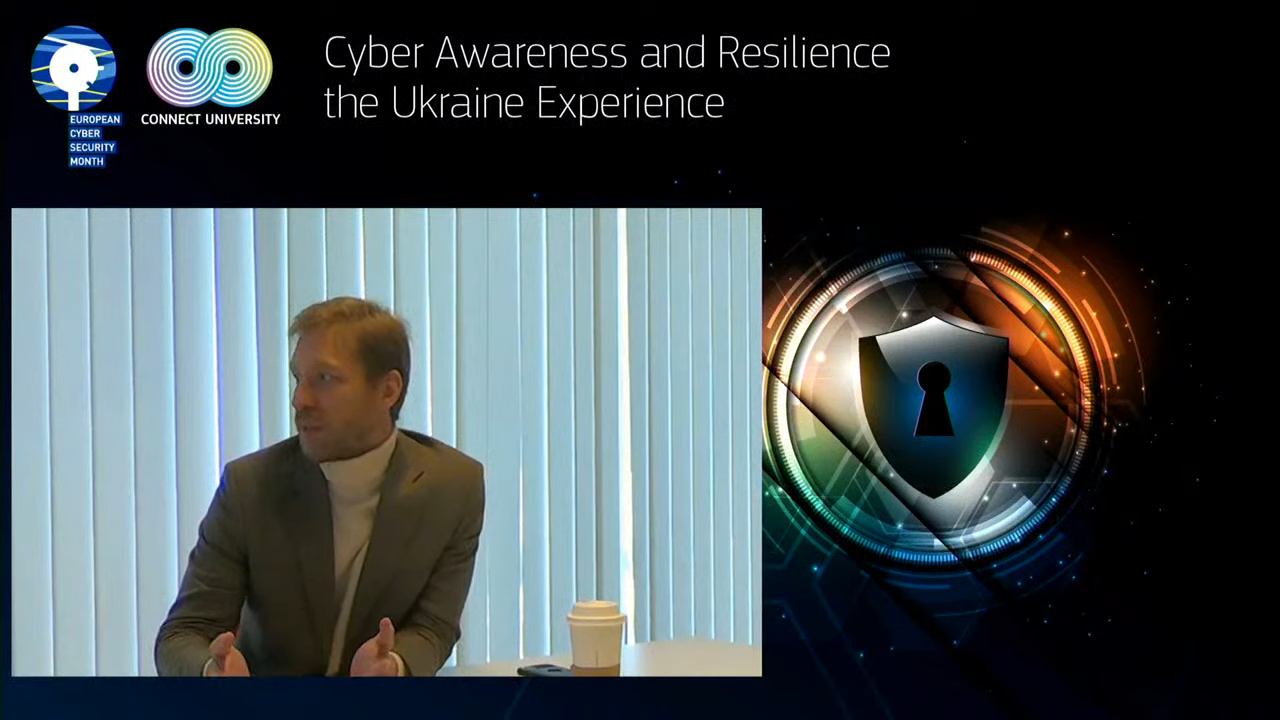 Cyber Awareness and Resilience
the Ukraine Experience
EUROPEAN
CYBER
SECURITY
MONTH
CONNECT UNIVERSITY